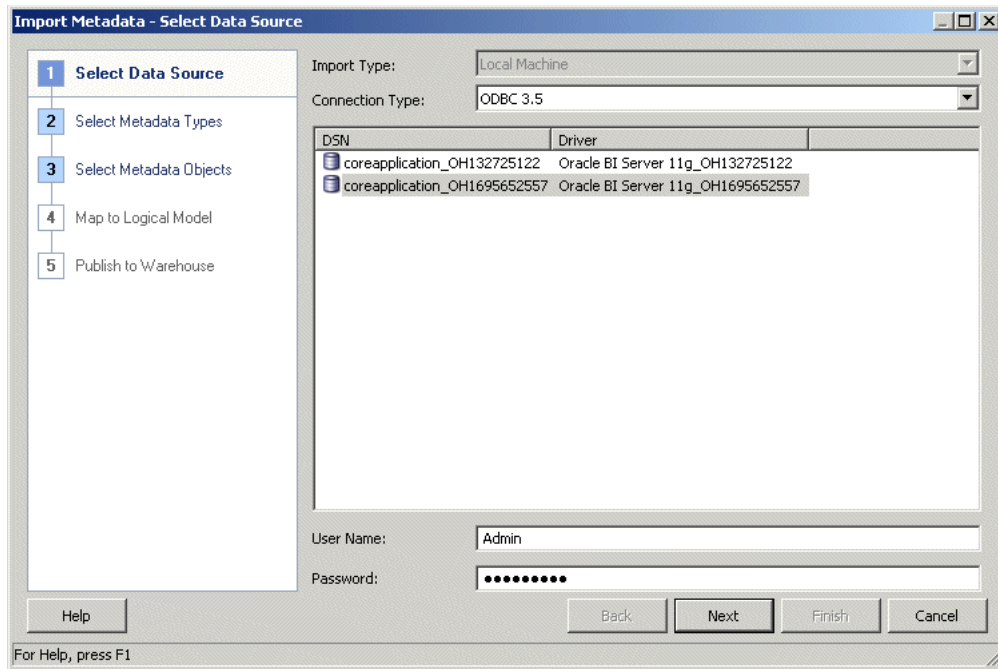 Import Metadata - Select Data Source
1 Select Data Source
2 Select Metadata Types
3 Select Metadata Objects
4 Map to Logical Model
5 Publish to Warehouse
Import Type: Local Machine
Connection Type: ODBC 3.5
DSN Driver
coreapplication_OH132725122 Oracle BI Server 11g_OH132725122
coreapplication_OH1695652557 Oracle BI Server 11g_OH1695652557
User Name: Admin
Password: ●●●●●●●●●
Help Back Next Finish Cancel
For Help, press F1